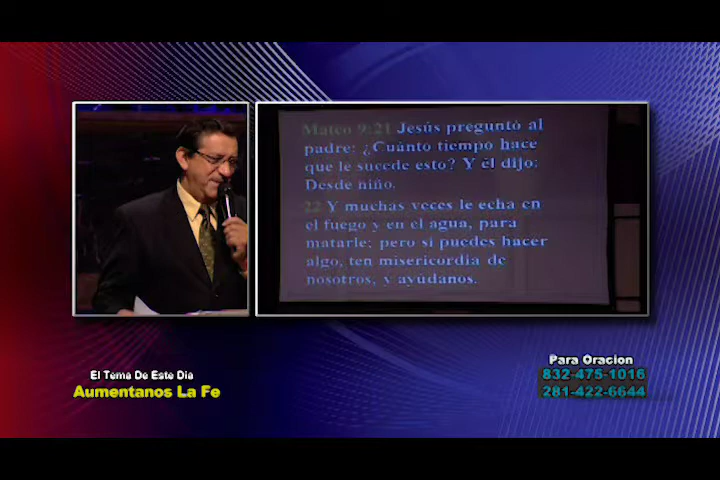 Mateo 9:21 Jesús preguntó al
padre: ¿Cuánto tiempo hace
que le sucede esto? Y él dijo:
Desde niño.
22 Y muchas veces le echa en
el fuego y en el agua, para
matarle; pero si puedes hacer
algo, ten misericordia de
nosotros, y ayúdanos.
El Tema De Este Dia
Aumentanos La Fe
Para Oracion
832-475-1016
281-422-6644